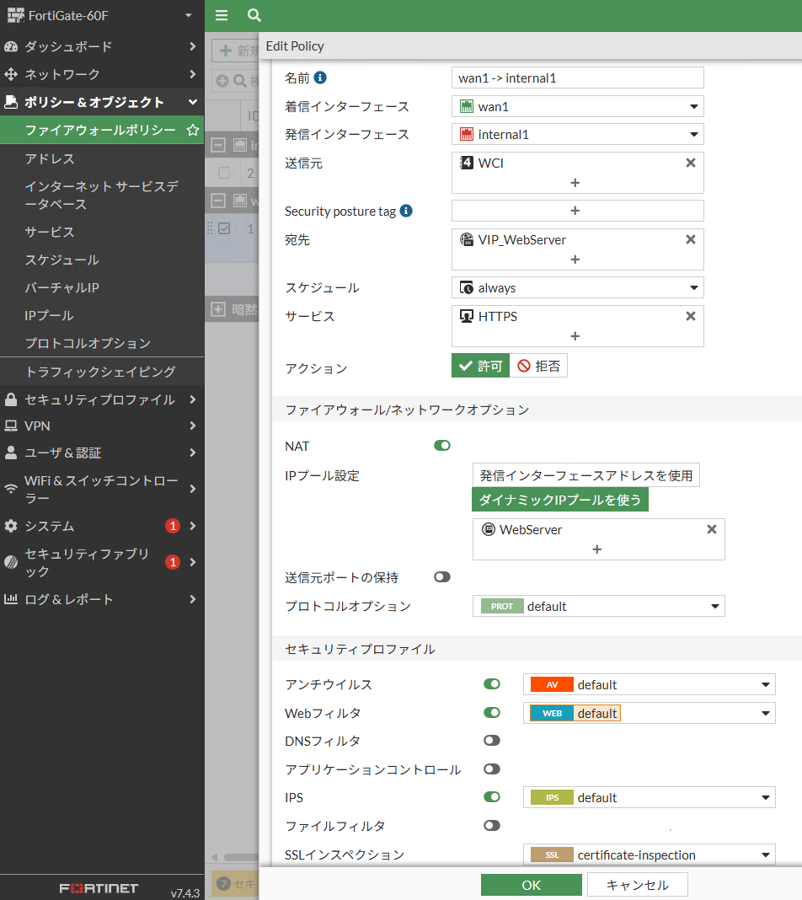 FortiGate-60F
ダッシュボード
ネットワーク
ポリシー＆オブジェクト
ファイアウォールポリシー
アドレス
インターネット サービスデ
ータベース
サービス
スケジュール
バーチャルIP
IPプール
プロトコルオプション
トラフィックシェイピング
セキュリティプロファイル
VPN
ユーザ＆認証
WiFi＆スイッチコントロー
ラー
システム 1
セキュリティファブリ
ック 1
ログ＆レポート
FORTINET v7.4.3
新規
ID
2
1
暗黙
Edit Policy
名前
wan1 -> internal1
着信インターフェース
wan1
発信インターフェース
internal1
送信元
4 WCI
Security posture tag
宛先
VIP_WebServer
スケジュール
always
サービス
HTTPS
アクション
許可 拒否
ファイアウォール/ネットワークオプション
NAT
IPプール設定
発信インターフェースアドレスを使用
ダイナミックIPプールを使う
WebServer
送信元ポートの保持
プロトコルオプション
PROT default
セキュリティプロファイル
アンチウイルス
AV default
Webフィルタ
WEB default
DNSフィルタ
アプリケーションコントロール
IPS
IPS default
ファイルフィルタ
SSLインスペクション
SSL certificate-inspection
OK キャンセル